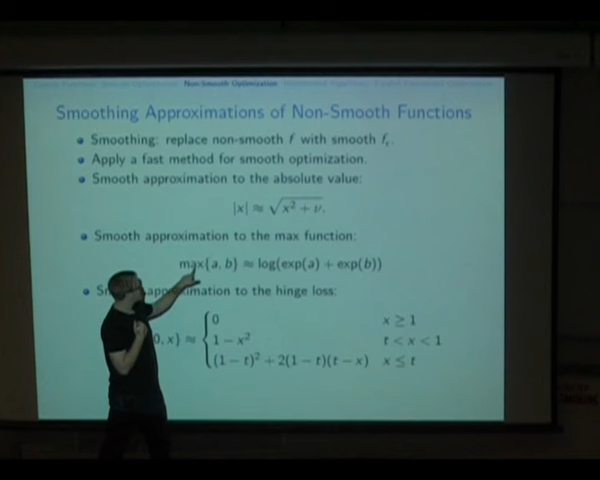 Non-Smooth Optimization
Smoothing Approximations of Non-Smooth Functions
• Smoothing: replace non-smooth f with smooth fϵ.
• Apply a fast method for smooth optimization.
• Smooth approximation to the absolute value:
|x| ≈ √(x² + ν).
• Smooth approximation to the max function:
max{a, b} ≈ log(exp(a) + exp(b))
• approximation to the hinge loss:
0, x} ≈ { 0 x ≥ 1
1 − x² t < x < 1
(1 − t)² + 2(1 − t)(t − x) x ≤ t